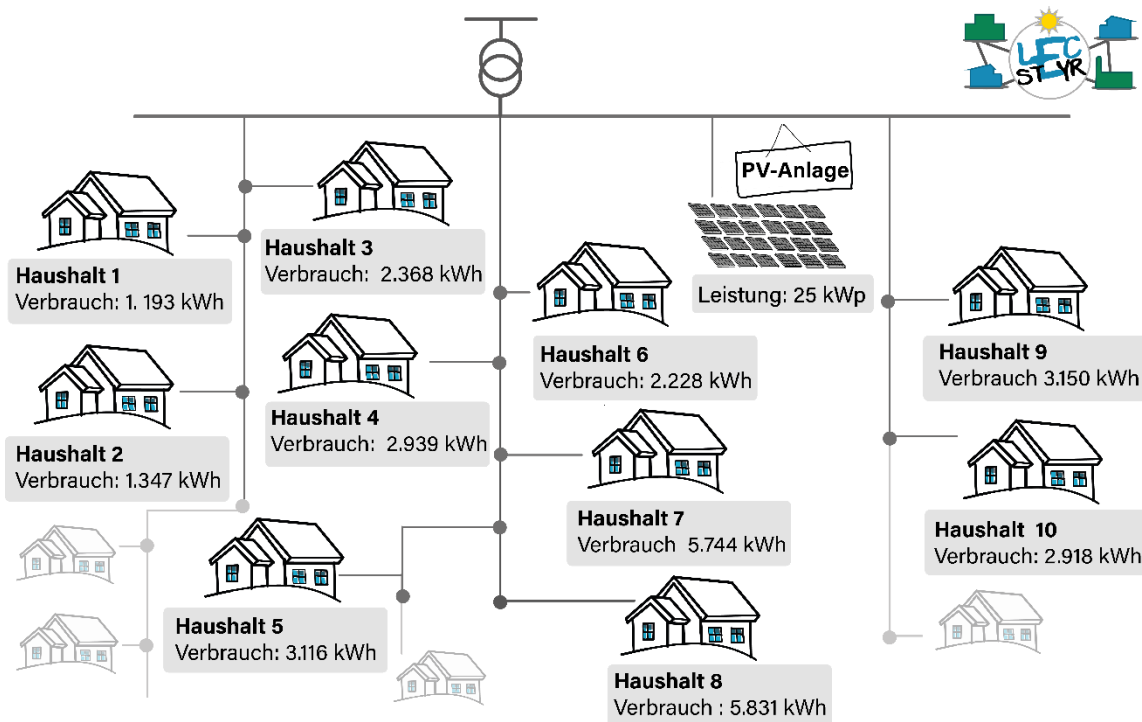 LEC
STEYR
PV-Anlage
Leistung: 25 kWp
Haushalt 1
Verbrauch: 1. 193 kWh
Haushalt 2
Verbrauch: 1.347 kWh
Haushalt 3
Verbrauch: 2.368 kWh
Haushalt 4
Verbrauch: 2.939 kWh
Haushalt 5
Verbrauch: 3.116 kWh
Haushalt 6
Verbrauch: 2.228 kWh
Haushalt 7
Verbrauch 5.744 kWh
Haushalt 8
Verbrauch : 5.831 kWh
Haushalt 9
Verbrauch 3.150 kWh
Haushalt 10
Verbrauch: 2.918 kWh